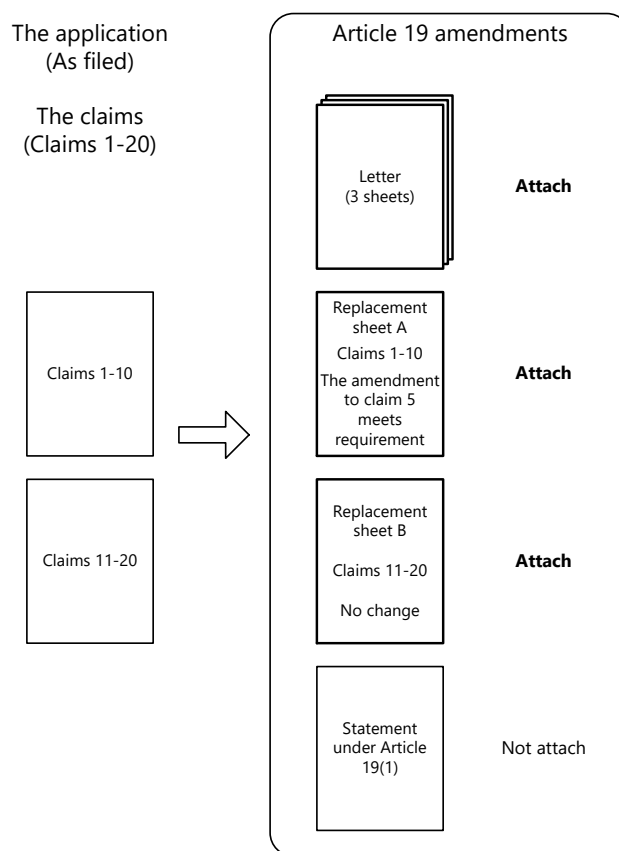 The application
(As filed)
The claims
(Claims 1-20)
Claims 1-10
Claims 11-20
Article 19 amendments
Letter
(3 sheets)
Attach
Replacement
sheet A
Claims 1-10
The amendment
to claim 5
meets
requirement
Attach
Replacement
sheet B
Claims 11-20
No change
Attach
Statement
under Article
19(1)
Not attach